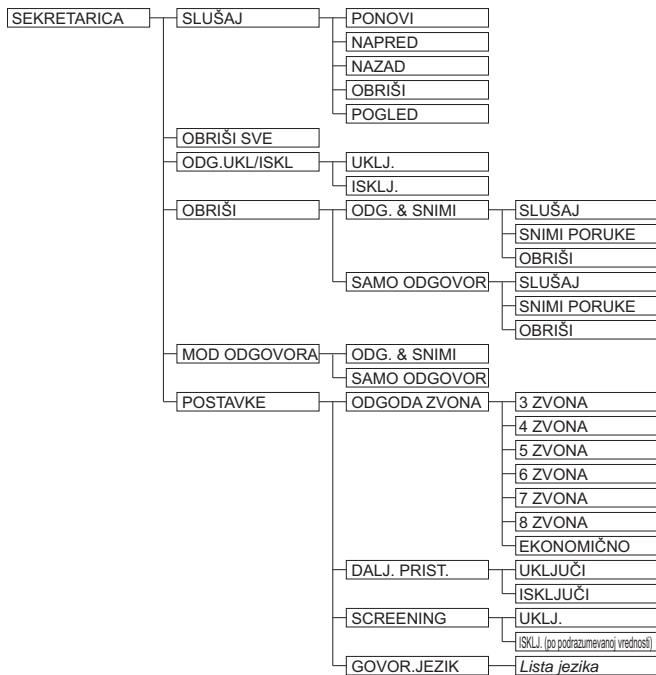 SEKRETARICA SLUŠAJ PONOVI
NAPRED
NAZAD
OBRIŠI
POGLED
OBRIŠI SVE
ODG.UKL/ISKL UKLJ.
ISKLJ.
OBRIŠI ODG. & SNIMI SLUŠAJ
SNIMI PORUKE
OBRIŠI
SAMO ODGOVOR SLUŠAJ
SNIMI PORUKE
OBRIŠI
MOD ODGOVORA ODG. & SNIMI
SAMO ODGOVOR
POSTAVKE ODGODA ZVONA 3 ZVONA
4 ZVONA
5 ZVONA
6 ZVONA
7 ZVONA
8 ZVONA
EKONOMIČNO
DALJ. PRIST. UKLJUČI
ISKLJUČI
SCREENING UKLJ.
ISKLJ. (po podrazumevanoj vrednosti)
GOVOR.JEZIK Lista jezika